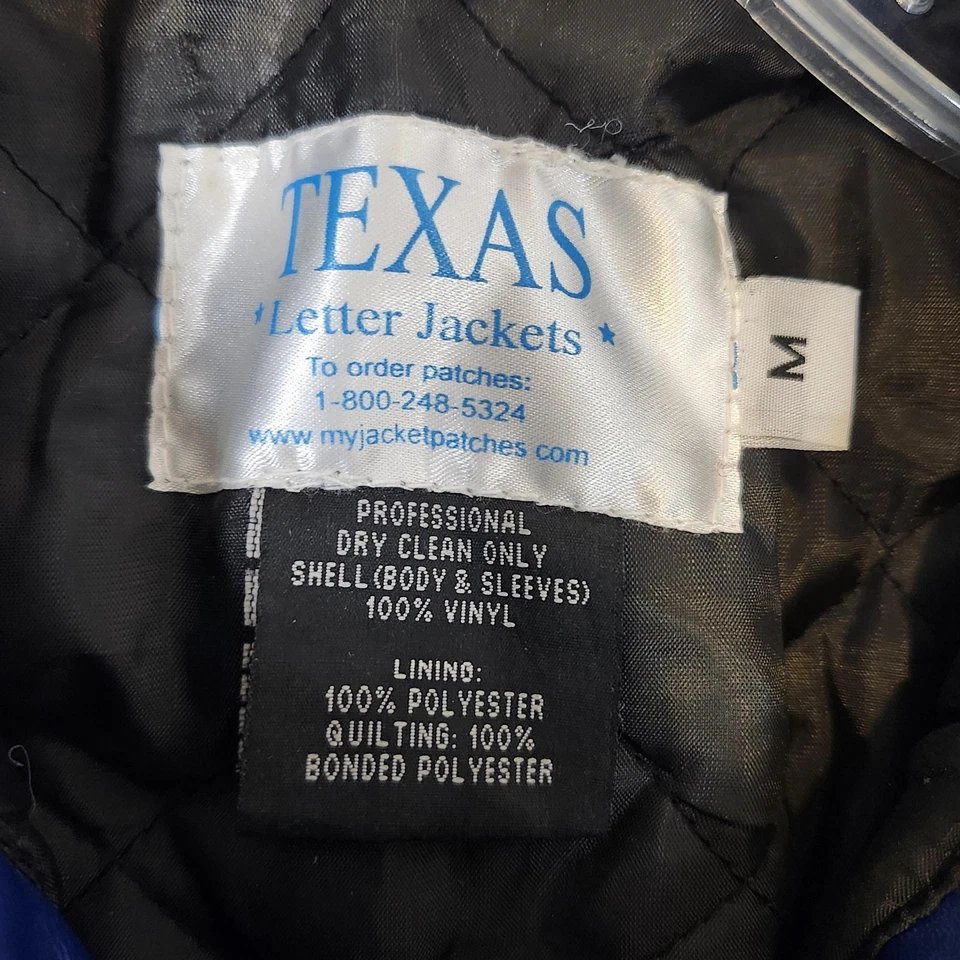 TEXAS
★Letter Jackets★
To order patches:
1-800-248-5324
www myjacketpatches com
M
PROFESSIONAL
DRY CLEAN ONLY
SHELL(BODY & SLEEVES)
100% VINYL
LINING:
100% POLYESTER
QUILTING: 100%
BONDED POLYESTER